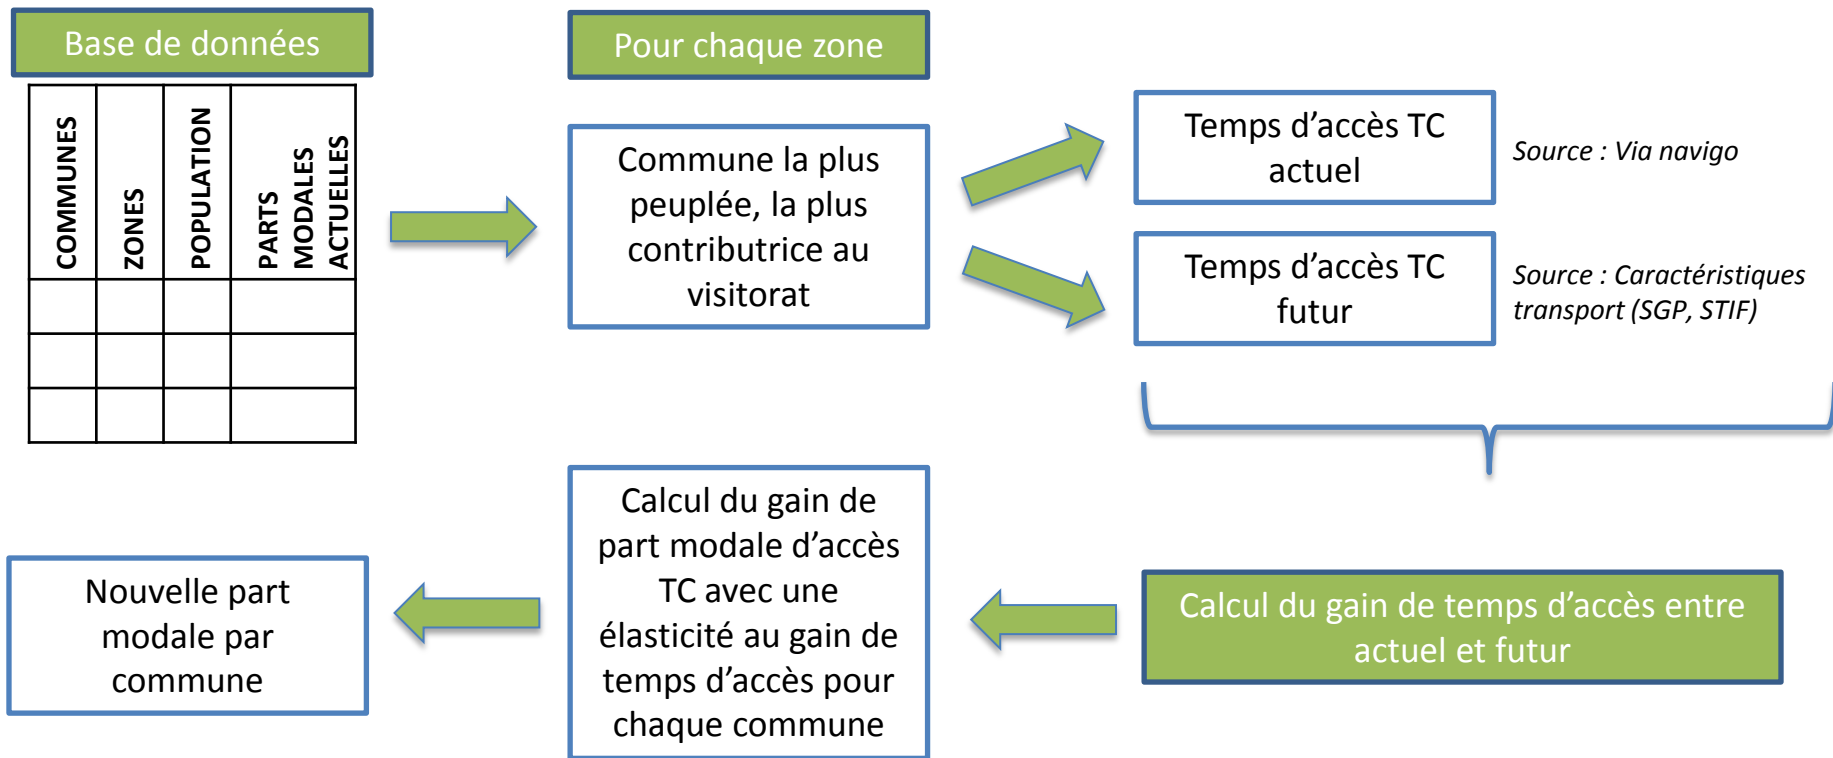 Base de données
COMMUNES
ZONES
POPULATION
PARTS
MODALES
ACTUELLES
Pour chaque zone
Commune la plus
peuplée, la plus
contributrice au
visitorat
Temps d’accès TC
actuel
Source : Via navigo
Temps d’accès TC
futur
Source : Caractéristiques
transport (SGP, STIF)
Calcul du gain de temps d’accès entre
actuel et futur
Calcul du gain de
part modale d’accès
TC avec une
élasticité au gain de
temps d’accès pour
chaque commune
Nouvelle part
modale par
commune